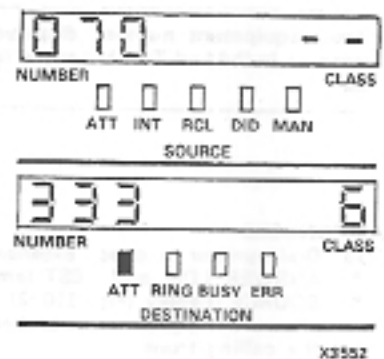 070 --
NUMBER CLASS
ATT INT RCL DID MAN
SOURCE
333 6
NUMBER CLASS
ATT RING BUSY ERR
DESTINATION
X3552